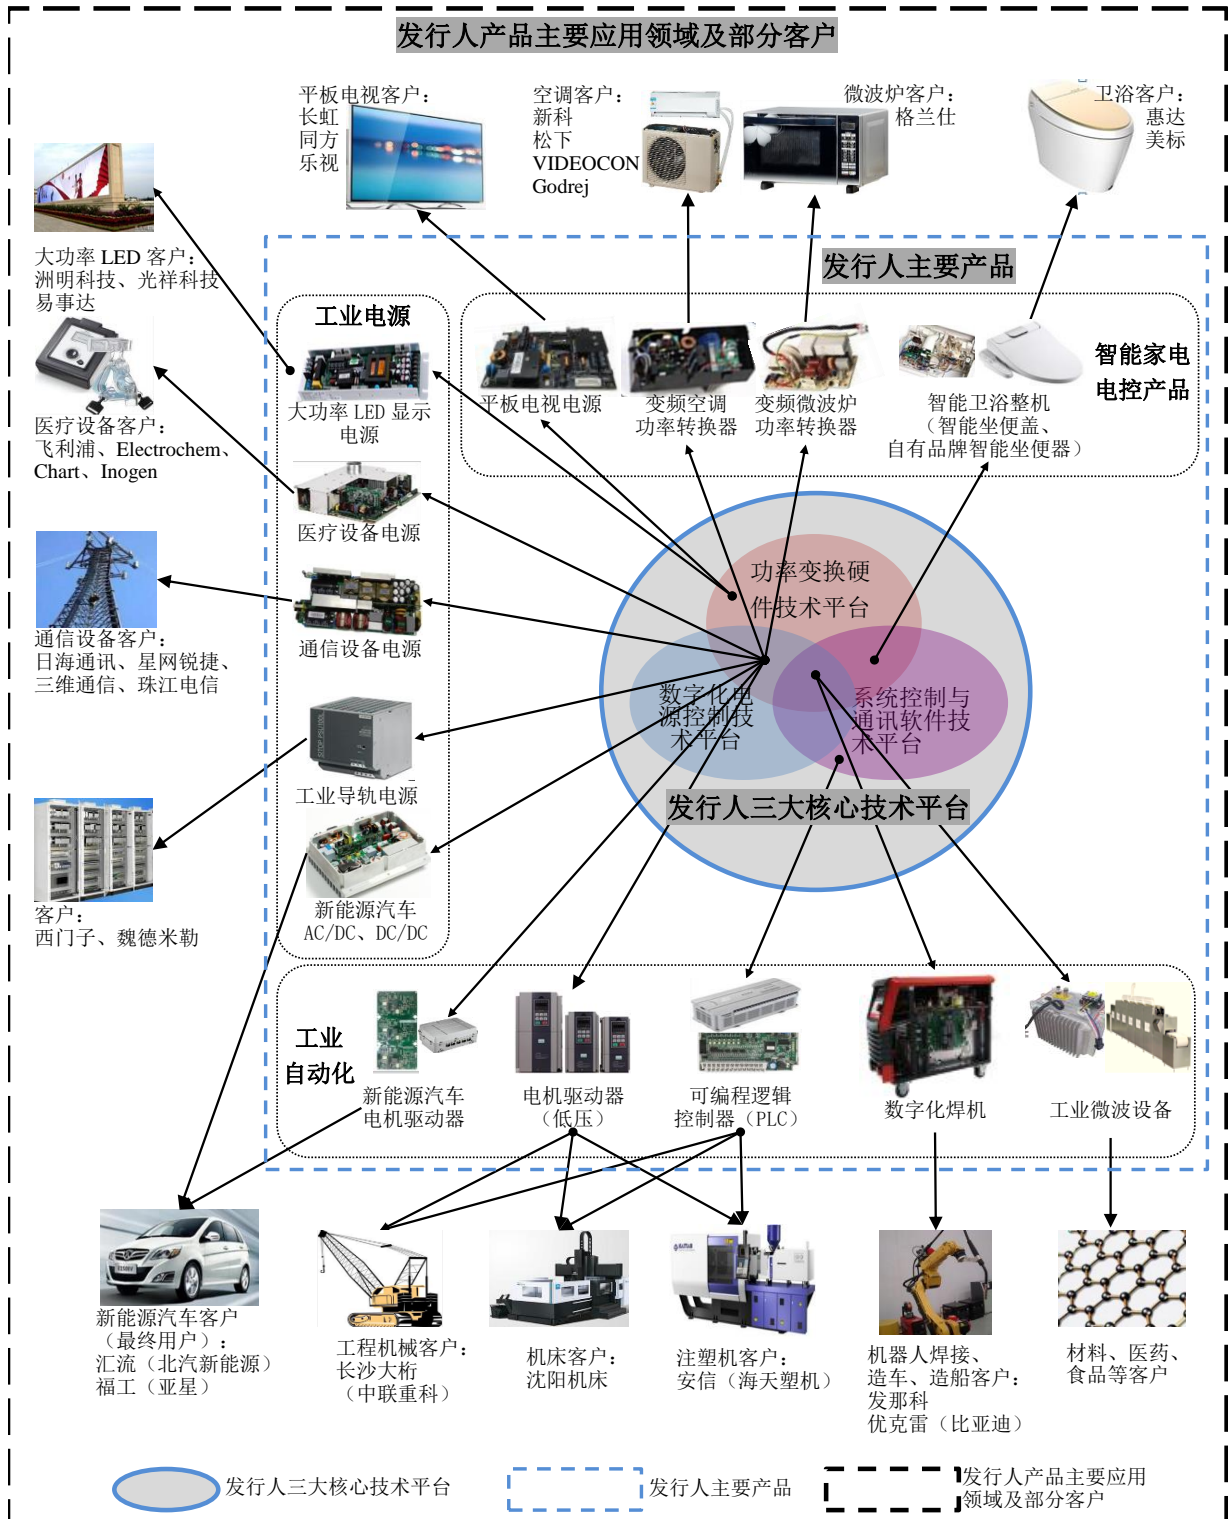 发行人产品主要应用领域及部分客户
平板电视客户：
长虹
同方
乐视
空调客户：
新科
松下
VIDEOCON
Godrej
微波炉客户：
格兰仕
卫浴客户：
惠达
美标
大功率 LED 客户：
洲明科技、光祥科技
易事达
医疗设备客户：
飞利浦、Electrochem、
Chart、Inogen
通信设备客户：
日海通讯、星网锐捷、
三维通信、珠江电信
客户：
西门子、魏德米勒
发行人主要产品
工业电源
大功率 LED 显示
电源
医疗设备电源
通信设备电源
工业导轨电源
新能源汽车
AC/DC、DC/DC
平板电视电源
变频空调
功率转换器
变频微波炉
功率转换器
智能卫浴整机
（智能坐便盖、
自有品牌智能坐便器）
智能家电
电控产品
功率变换硬
件技术平台
数字化电
源控制技
术平台
系统控制与
通讯软件技
术平台
发行人三大核心技术平台
工业
自动化
新能源汽车
电机驱动器
电机驱动器
（低压）
可编程逻辑
控制器（PLC）
数字化焊机
工业微波设备
新能源汽车客户
（最终用户）：
汇流（北汽新能源）
福工（亚星）
工程机械客户：
长沙大桁
（中联重科）
机床客户：
沈阳机床
注塑机客户：
安信（海天塑机）
机器人焊接、
造车、造船客户：
发那科
优克雷（比亚迪）
材料、医药、
食品等客户
发行人三大核心技术平台
发行人主要产品
发行人产品主要应用
领域及部分客户